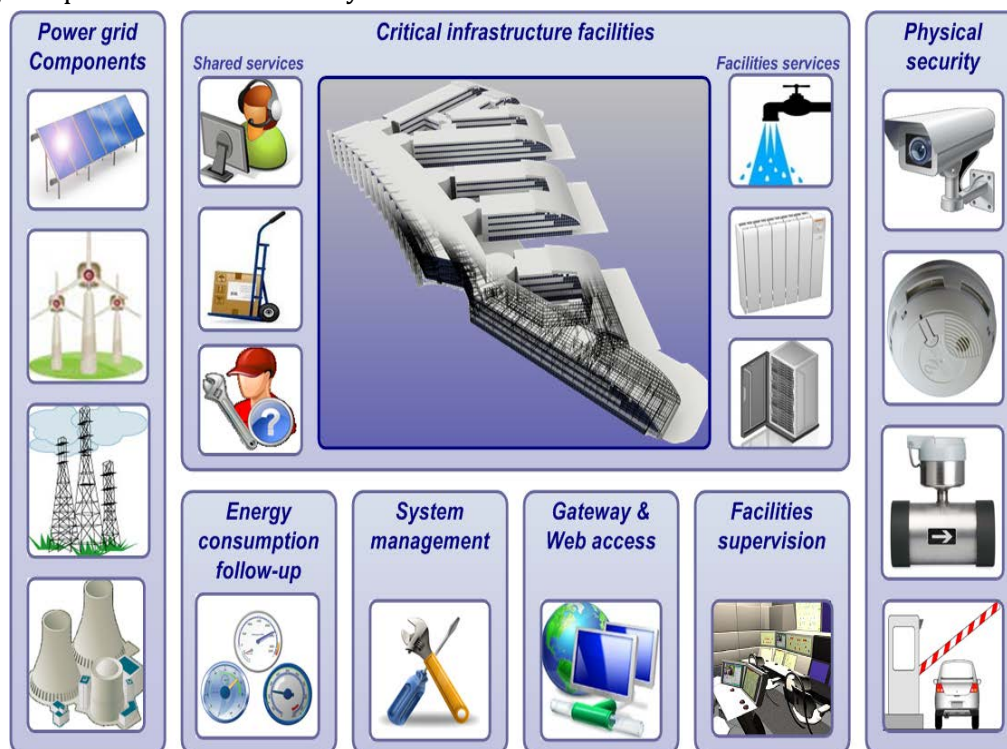 Power grid
Components
Critical infrastructure facilities
Shared services
Facilities services
Physical
security
Energy
consumption
follow-up
System
management
Gateway &
Web access
Facilities
supervision
?